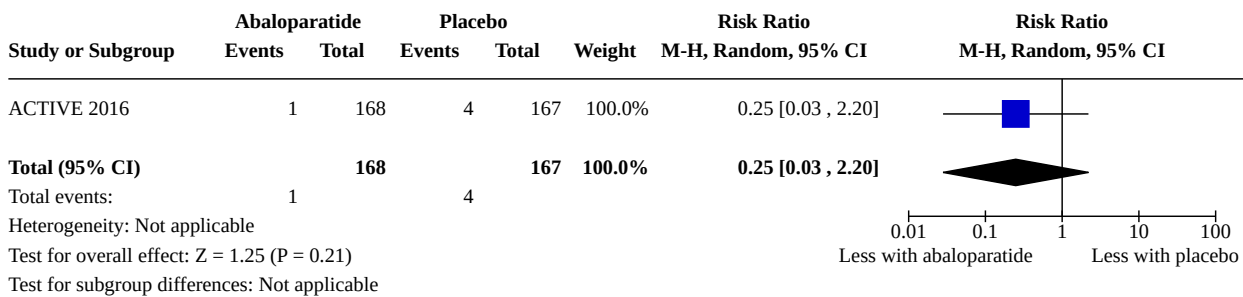 Abaloparatide Placebo Risk Ratio Risk Ratio
Study or Subgroup Events Total Events Total Weight M-H, Random, 95% CI M-H, Random, 95% CI
ACTIVE 2016 1 168 4 167 100.0% 0.25 [0.03 , 2.20]
Total (95% CI) 168 167 100.0% 0.25 [0.03 , 2.20]
Total events: 1 4
Heterogeneity: Not applicable
0.01 0.1 1 10 100
Test for overall effect: Z = 1.25 (P = 0.21) Less with abaloparatide Less with placebo
Test for subgroup differences: Not applicable